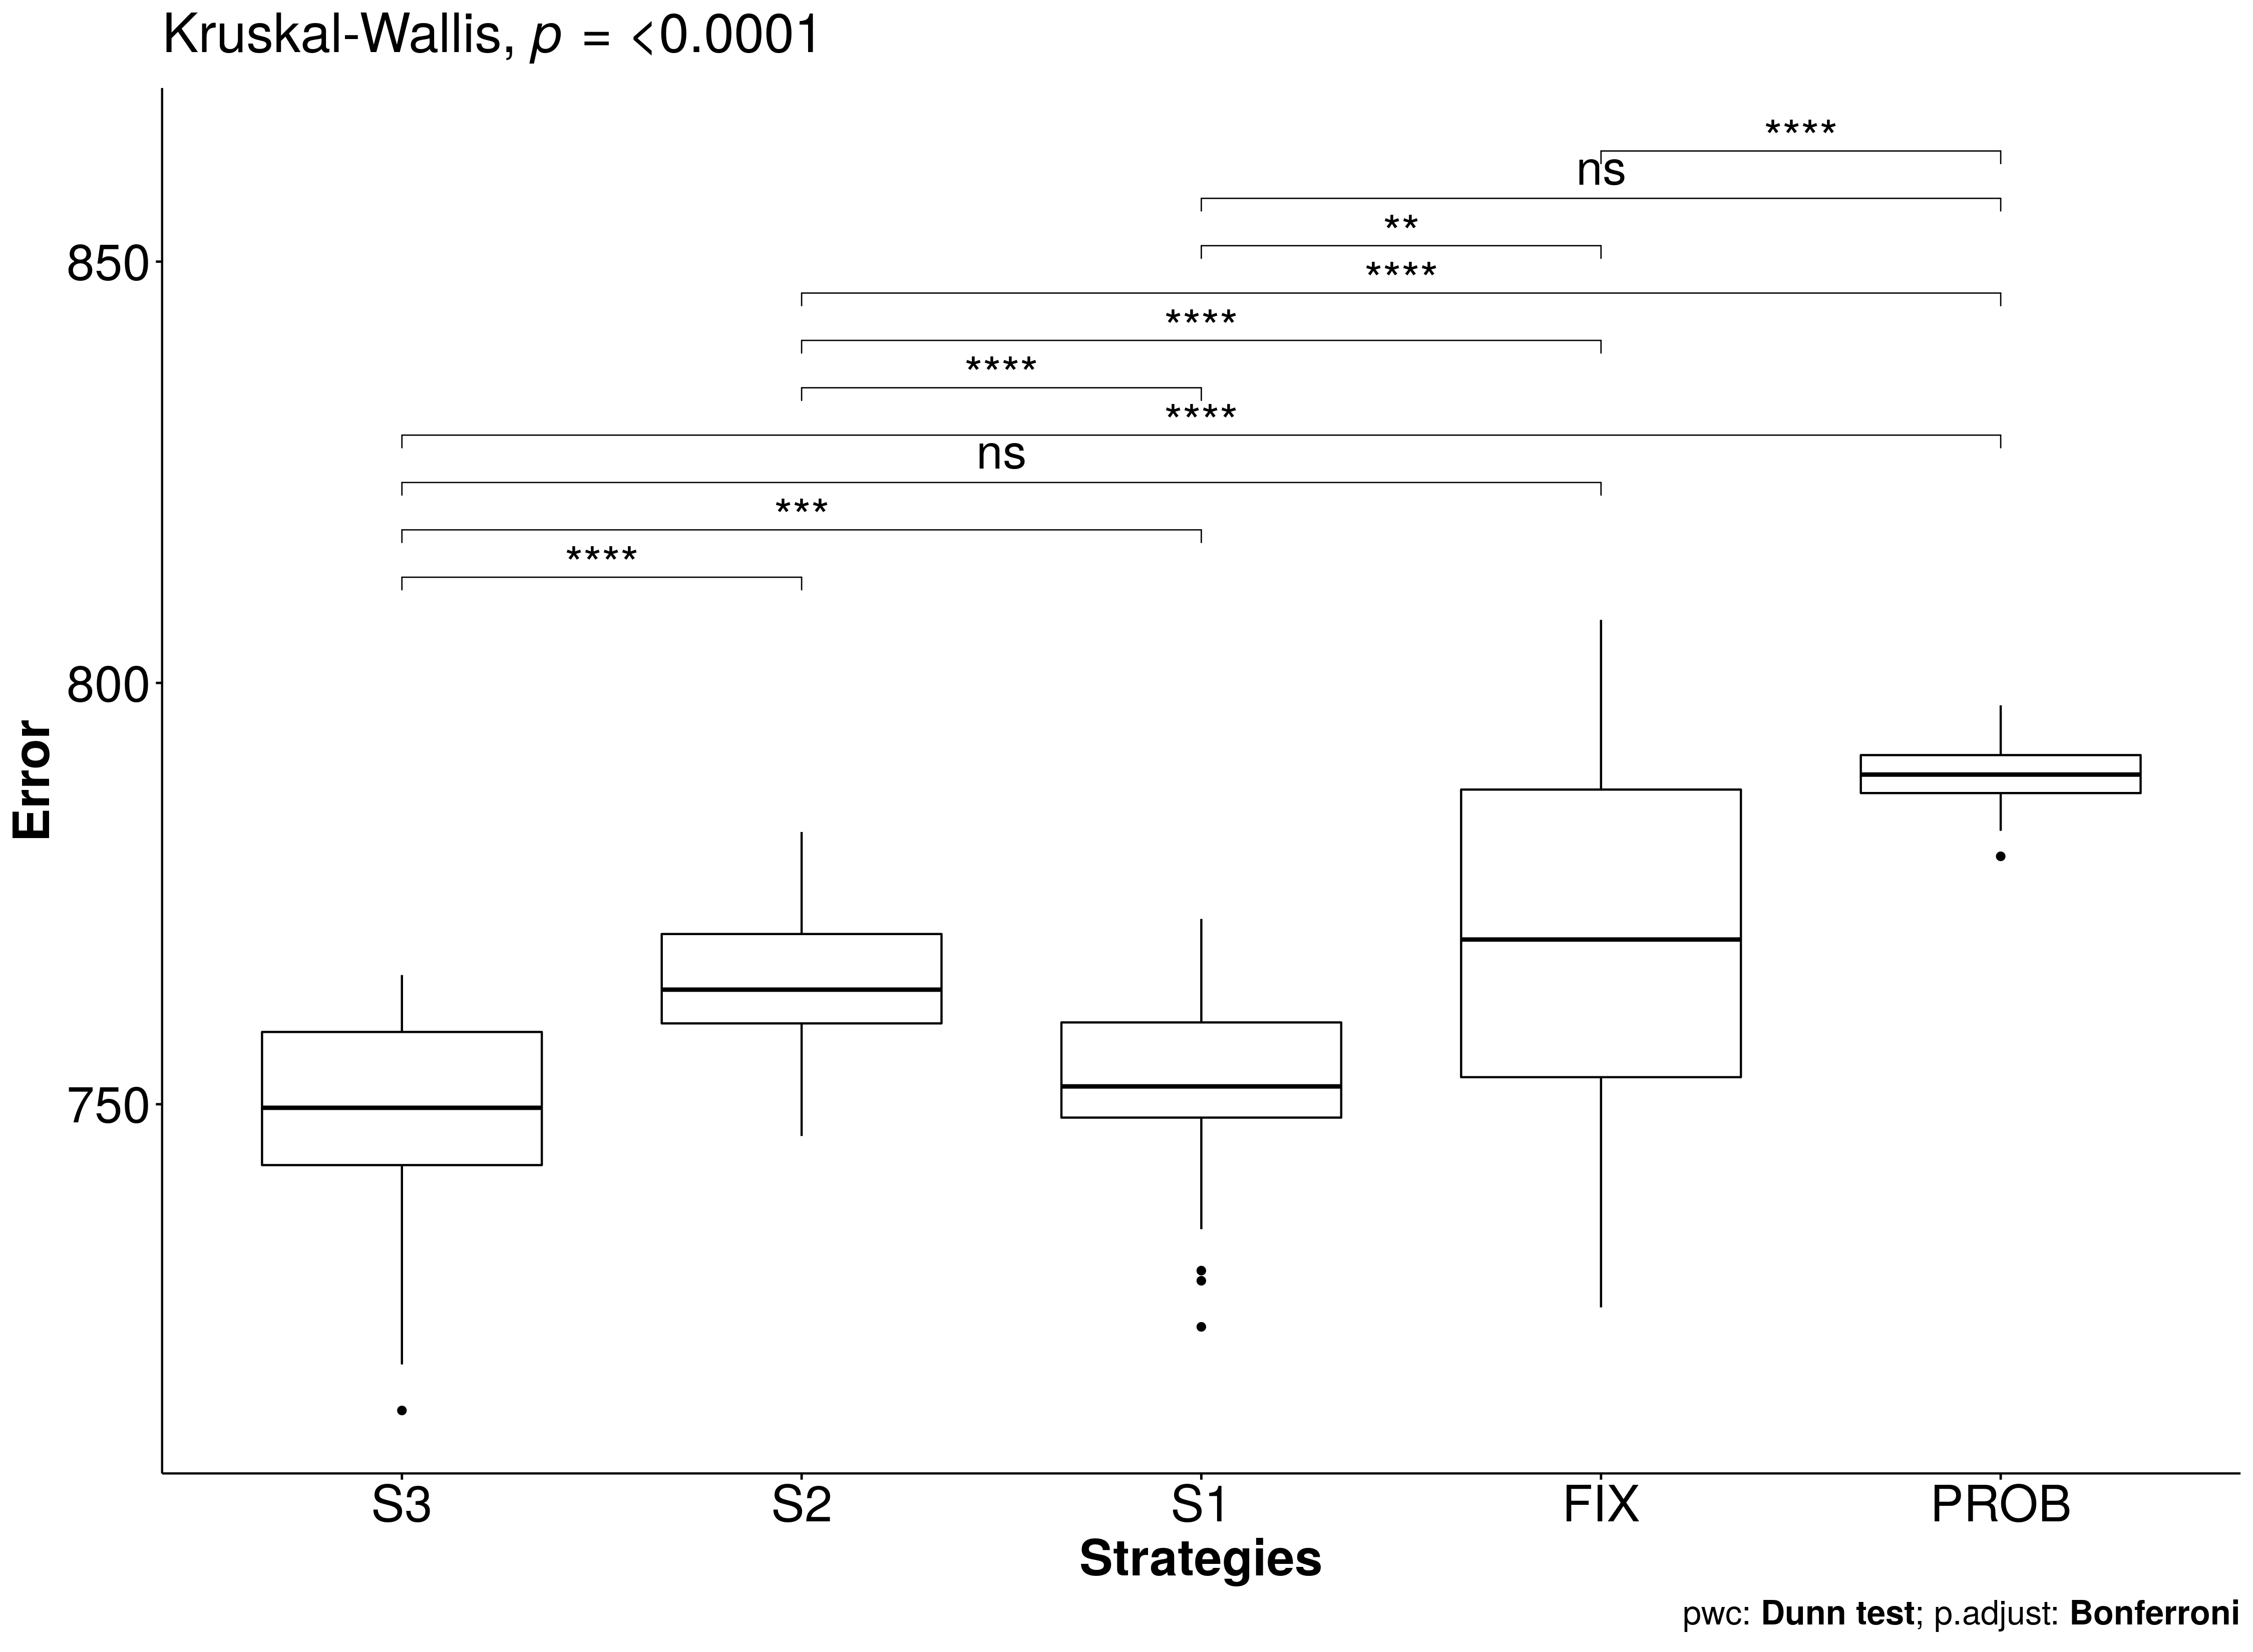 Kruskal-Wallis, p = <0.0001
****
ns
**
****
****
****
****
ns
***
****
850
800
750
Error
S3 S2 S1 FIX PROB
Strategies
pwc: Dunn test; p.adjust: Bonferroni